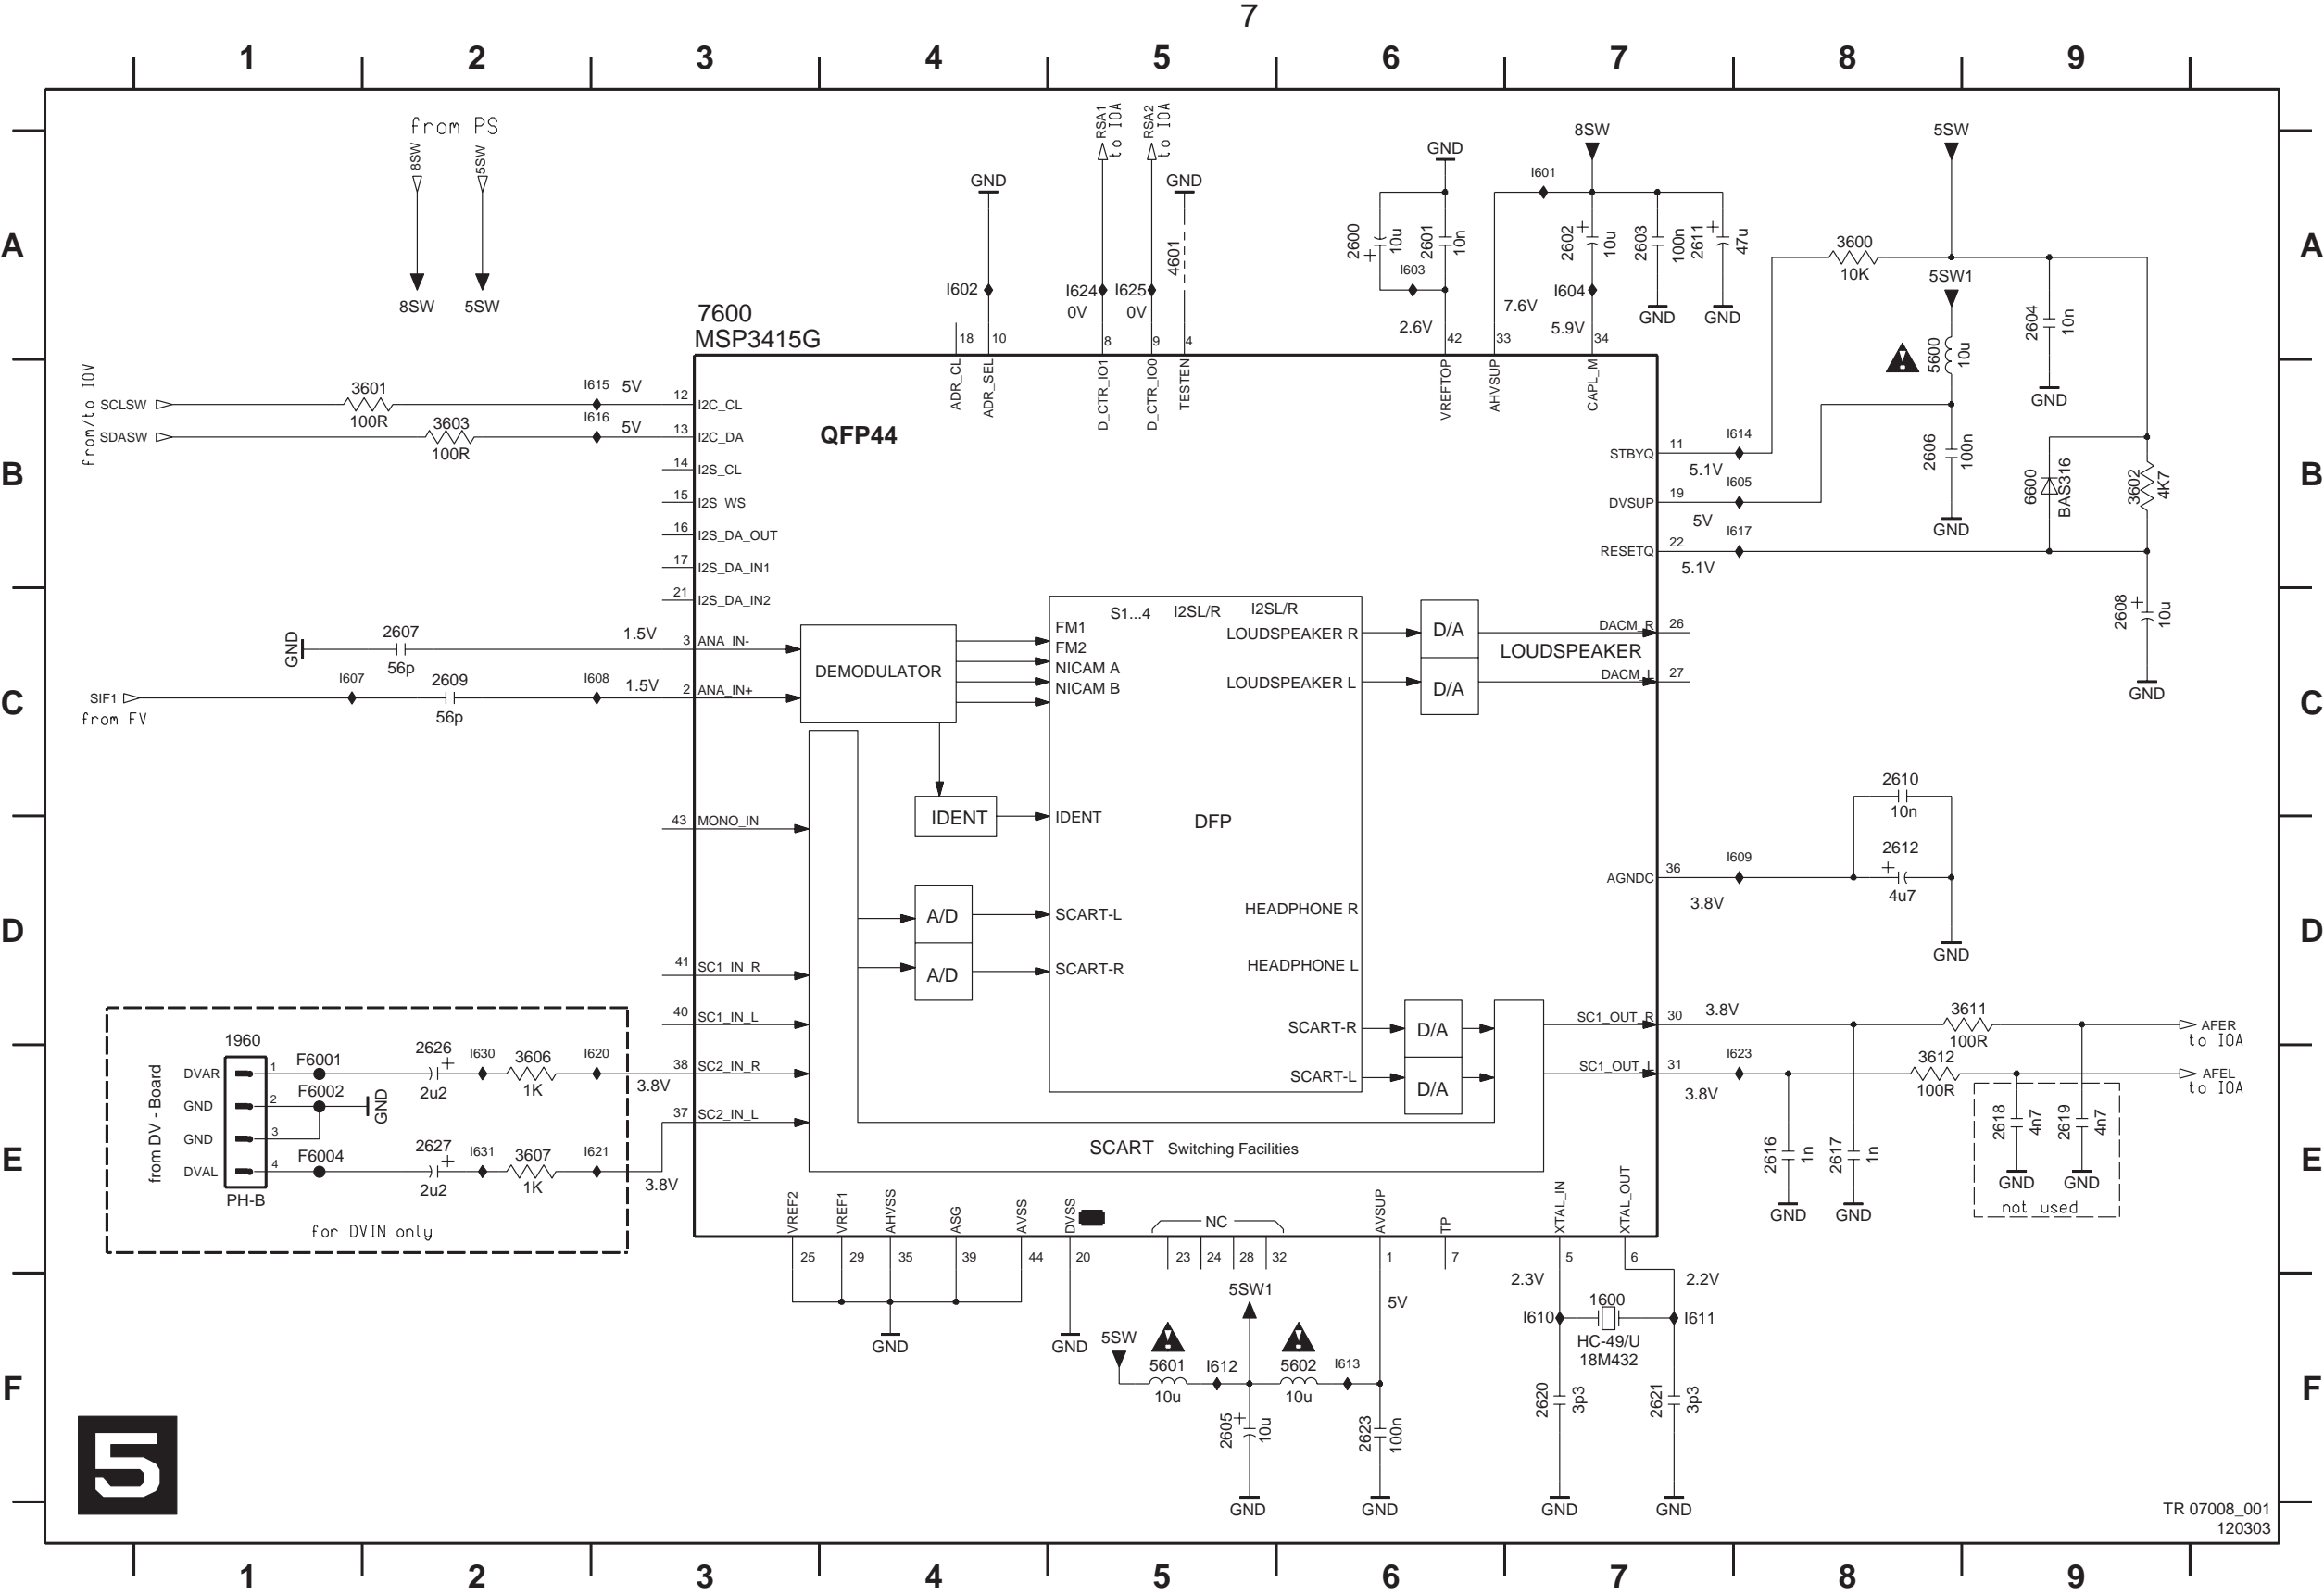 7
1 2 3 4 5 6 7 8 9
A
B
C
D
E
F
from PS
8SW
5SW
8SW
5SW
GND
I602
RSA1
to IOA
RSA2
to IOA
I624
0V
I625
0V
GND
4601
GND
2600
10u
2601
10n
I603
2.6V
8SW
I601
2602
10u
2603
100n
2611
47u
7.6V
I604
5.9V
GND
GND
5SW
3600
10K
5SW1
5600
10u
2604
10n
GND
2606
100n
GND
6600
BAS316
3602
4K7
2608
10u
GND
7600
MSP3415G
QFP44
18
ADR_CL
10
ADR_SEL
8
D_CTR_IO1
9
D_CTR_IO0
4
TESTEN
42
VREFTOP
33
AHVSUP
34
CAPL_M
from/to IOV
SCLSW
3601
100R
I615
5V
12
I2C_CL
SDASW
3603
100R
I616
5V
13
I2C_DA
14
I2S_CL
15
I2S_WS
16
I2S_DA_OUT
17
I2S_DA_IN1
21
I2S_DA_IN2
STBYQ
11
I614
5.1V
DVSUP
19
I605
5V
RESETQ
22
I617
5.1V
GND
2607
56p
1.5V
3
ANA_IN-
SIF1
from FV
I607
2609
56p
I608
1.5V
2
ANA_IN+
DEMODULATOR
FM1
FM2
NICAM A
NICAM B
S1...4
I2SL/R
I2SL/R
LOUDSPEAKER R
LOUDSPEAKER L
D/A
D/A
DACM_R
26
LOUDSPEAKER
DACM_L
27
43
MONO_IN
IDENT
IDENT
DFP
2610
10n
2612
4u7
AGNDC
36
I609
3.8V
GND
A/D
A/D
SCART-L
SCART-R
HEADPHONE R
HEADPHONE L
41
SC1_IN_R
40
SC1_IN_L
38
SC2_IN_R
37
SC2_IN_L
SCART-R
SCART-L
D/A
D/A
SC1_OUT_R
30
3.8V
SC1_OUT_L
31
I623
3.8V
3611
100R
AFER
to IOA
3612
100R
AFEL
to IOA
2616
1n
GND
2617
1n
GND
2618
4n7
GND
2619
4n7
GND
not used
SCART Switching Facilities
from DV - Board
1960
DVAR
GND
GND
DVAL
1
2
3
4
PH-B
F6001
F6002
GND
F6004
2626
2u2
I630
3606
1K
I620
3.8V
2627
2u2
I631
3607
1K
I621
3.8V
for DVIN only
VREF2
25
VREF1
29
AHVSS
35
ASG
39
AVSS
44
DVSS
20
NC
23
24
28
32
AVSUP
1
TP
7
XTAL_IN
5
XTAL_OUT
6
GND
GND
5SW
5601
10u
I612
5SW1
5602
10u
I613
5V
2605
10u
GND
2623
100n
GND
2.3V
2.2V
I610
1600
HC-49/U
18M432
I611
2620
3p3
GND
2621
3p3
GND
5
TR 07008_001
120303
A
B
C
D
E
F
1 2 3 4 5 6 7 8 9